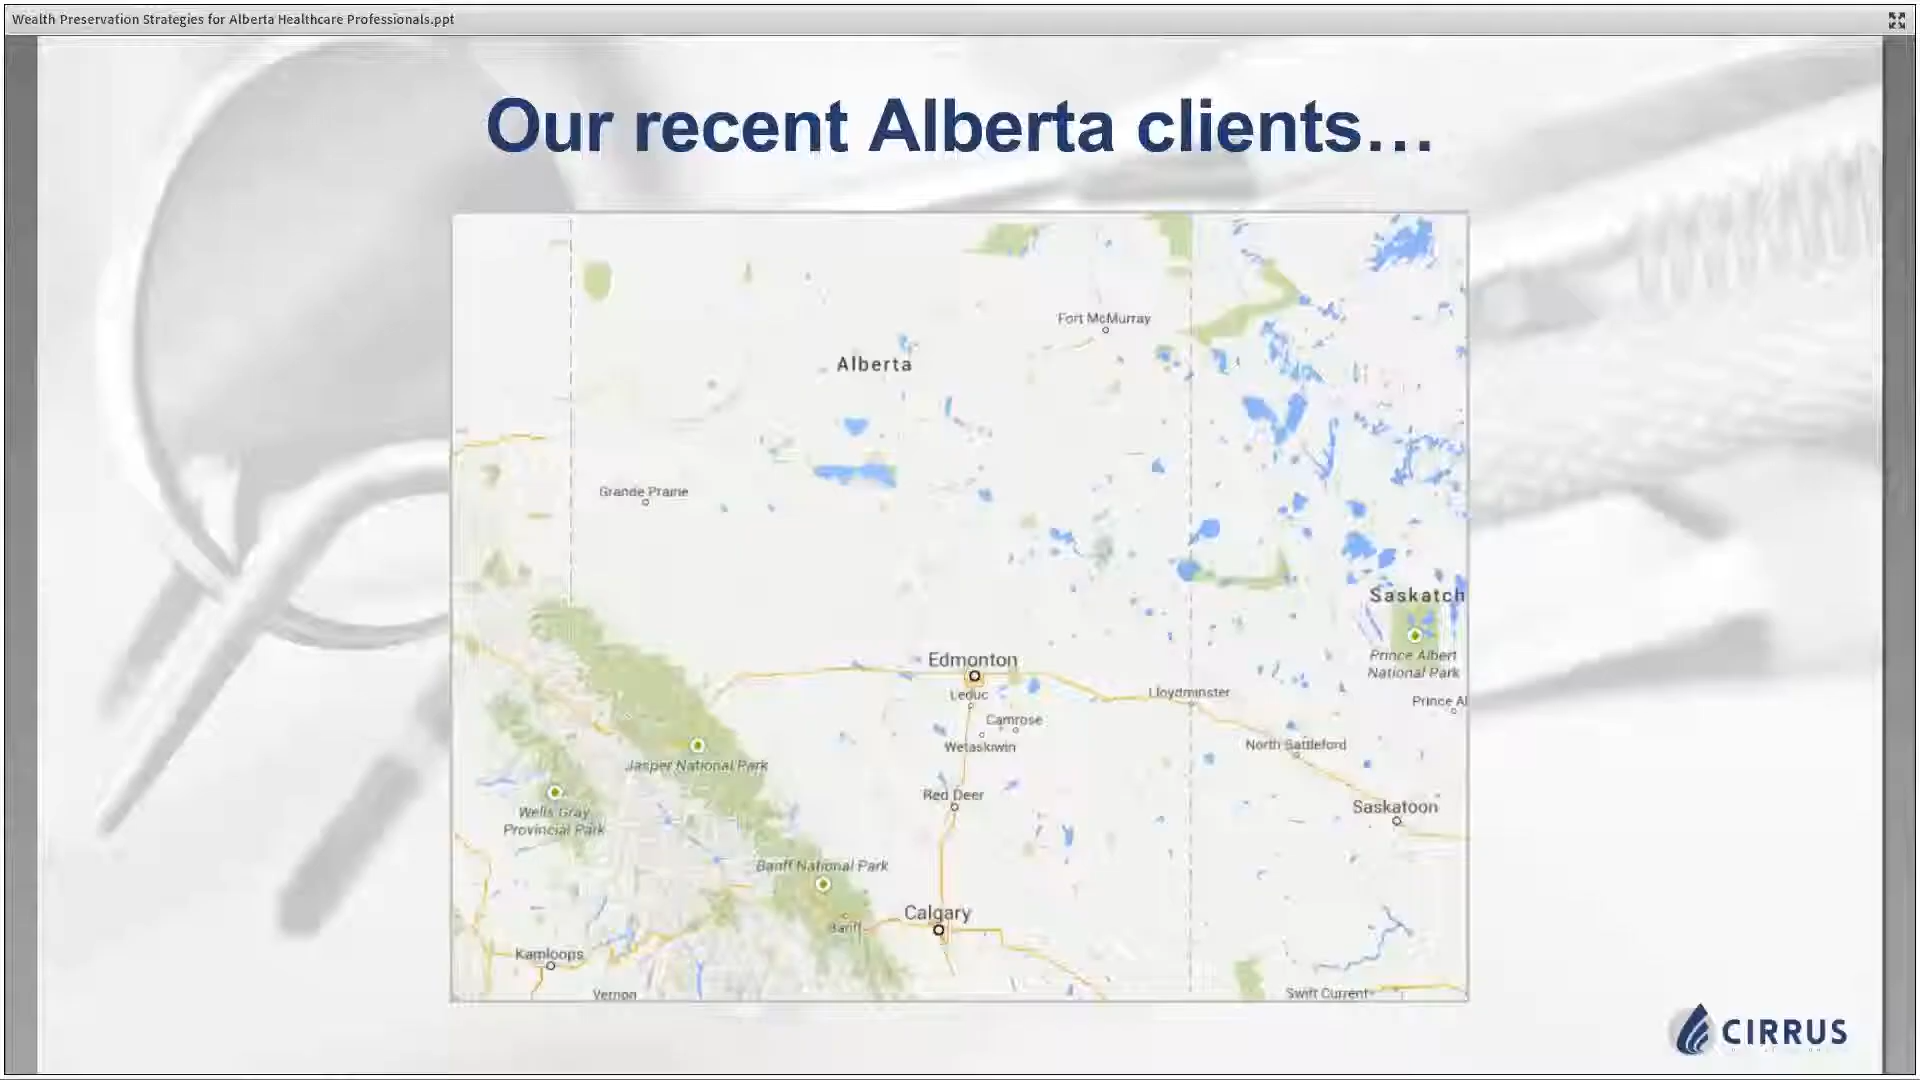 Wealth Preservation Strategies for Alberta Healthcare Professionals.ppt
Our recent Alberta clients…
Fort McMurray
Alberta
Grande Prairie
Saskatch
Edmonton
Prince Albert
National Park
Leduc
Lloydminster
Prince Al
Camrose
Wetaskiwin
North Battleford
Jasper National Park
Red Deer
Saskatoon
Wells Gray
Provincial Park
Banff National Park
Calgary
Banff
Kamloops
Vernon
Swift Current
CIRRUS